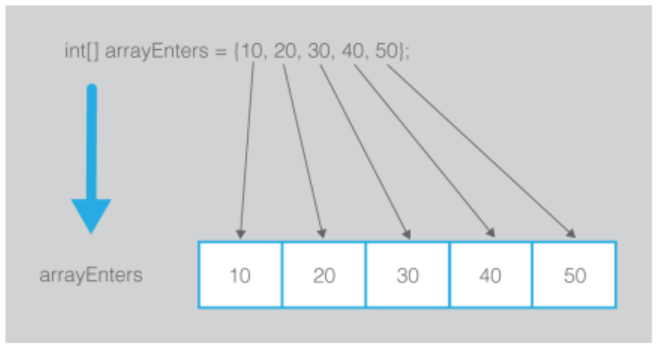 int[] arrayEnters = {10, 20, 30, 40, 50};
arrayEnters
10 20 30 40 50